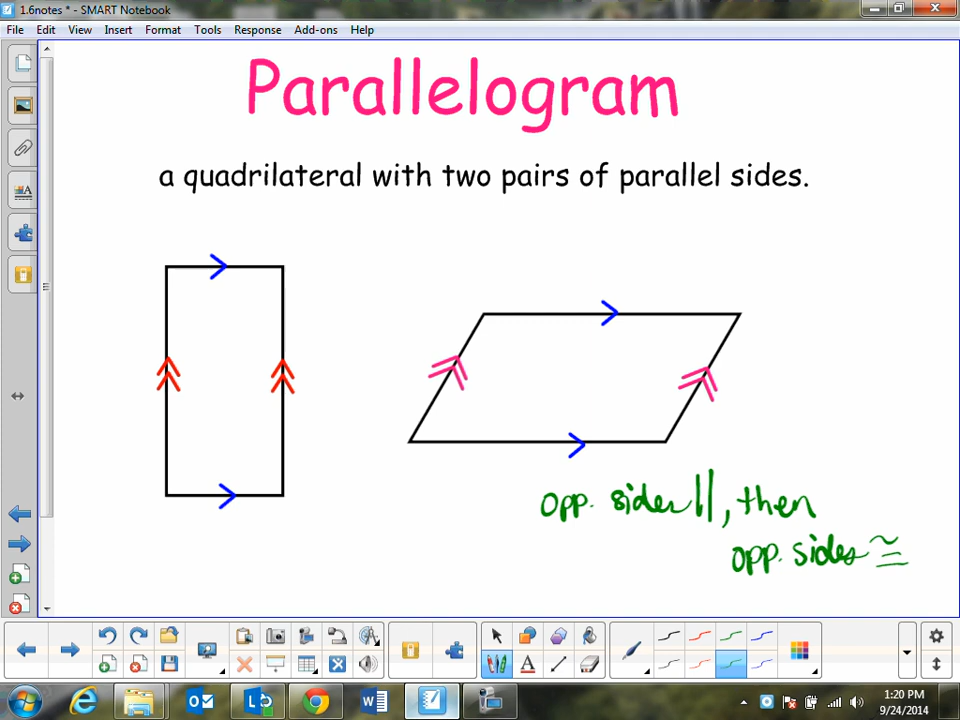 1.6notes * - SMART Notebook
File Edit View Insert Format Tools Response Add-ons Help
Parallelogram
a quadrilateral with two pairs of parallel sides.
opp. sides ||, then
opp. sides ≅
1:20 PM
9/24/2014